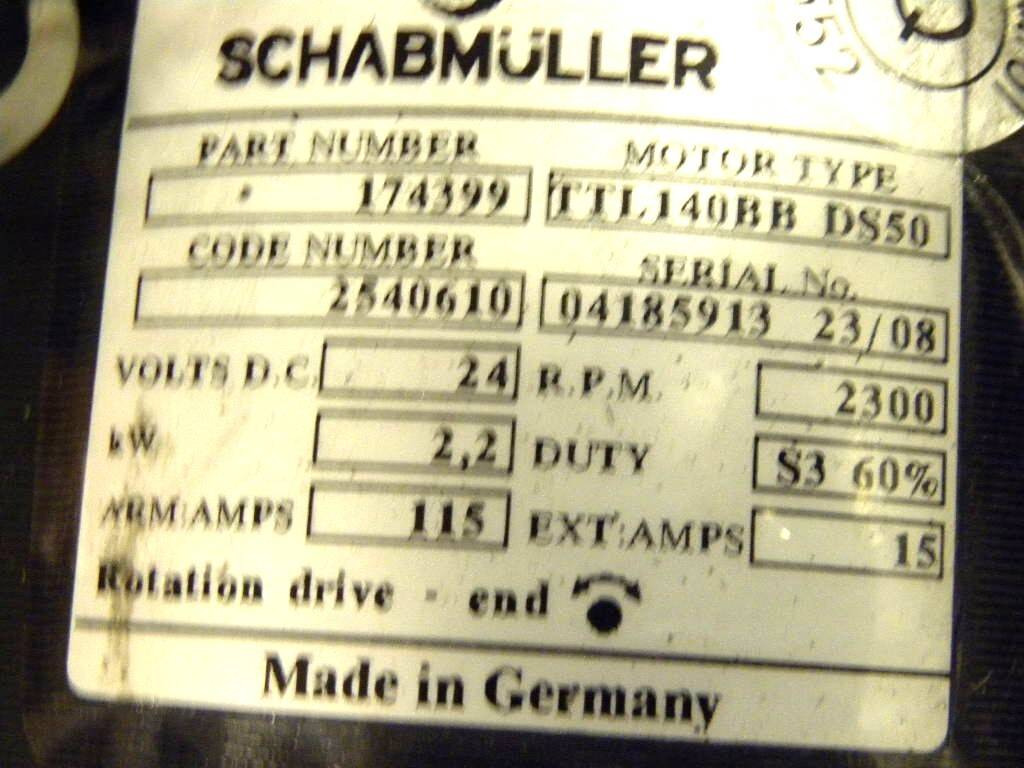 SCHABMÜLLER
PART NUMBER MOTOR TYPE
174399 TTL140BB DS50
CODE NUMBER SERIAL No.
2540610 04185913 23/08
VOLTS D.C. 24 R.P.M. 2300
kW 2,2 DUTY S3 60%
ARM:AMPS 115 EXT:AMPS 15
Rotation drive - end
Made in Germany